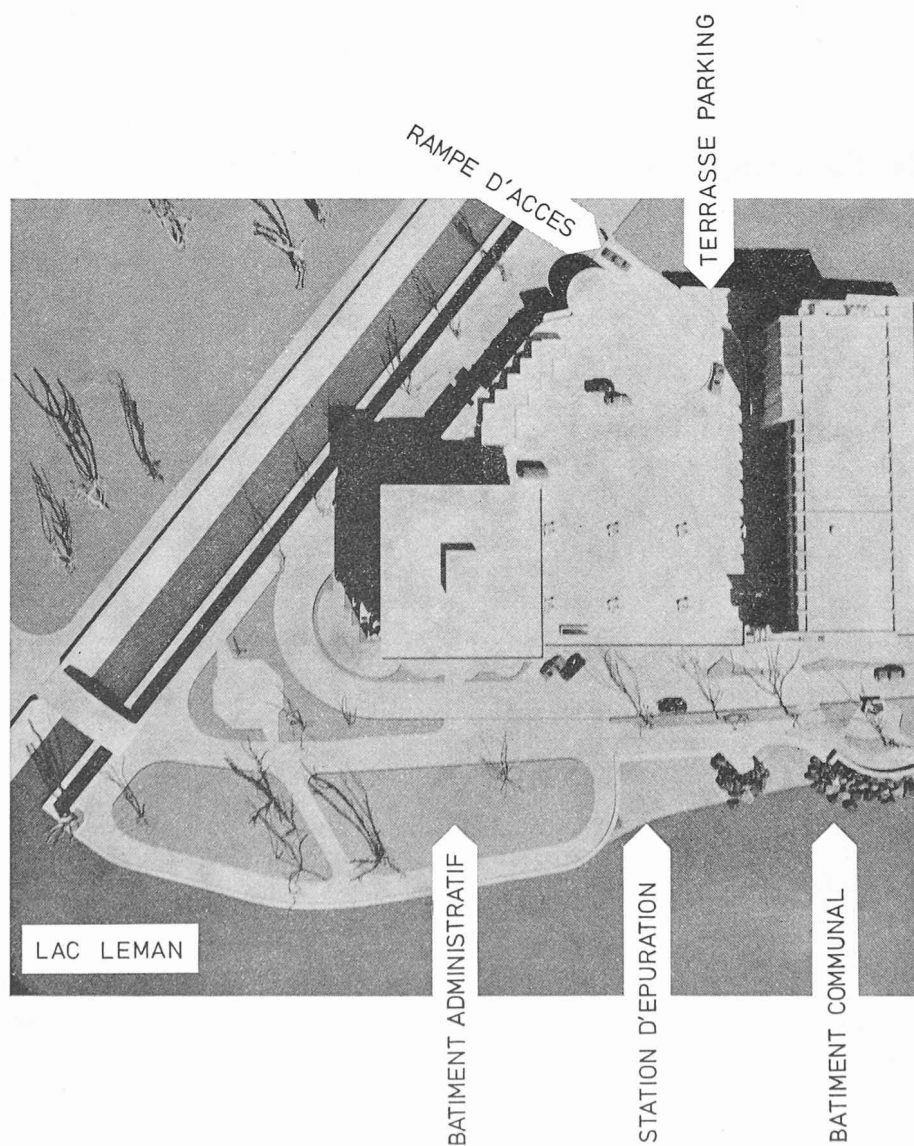 RAMPE D'ACCES
TERRASSE PARKING
LAC LEMAN
BATIMENT ADMINISTRATIF
STATION D'EPURATION
BATIMENT COMMUNAL